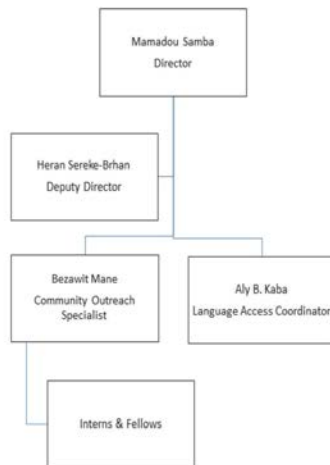 Mamadou Samba
Director
Heran Sereke-Brhan
Deputy Director
Bezawit Mane
Community Outreach
Specialist
Aly B. Kaba
Language Access Coordinator
Interns & Fellows